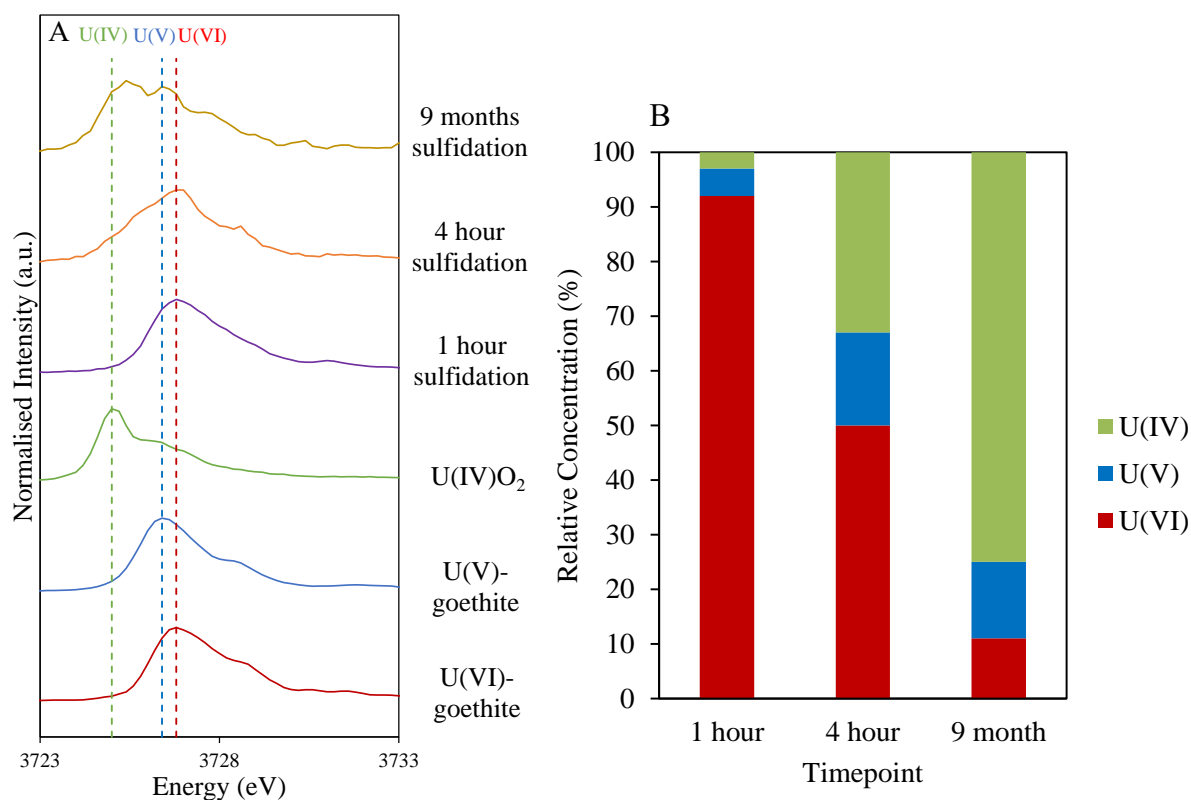 A U(IV) U(V) U(VI)
Normalised Intensity (a.u.)
9 months
sulfidation
4 hour
sulfidation
1 hour
sulfidation
U(IV)O₂
U(V)-
goethite
U(VI)-
goethite
3723 3728 3733
Energy (eV)
B
Relative Concentration (%)
100
90
80
70
60
50
40
30
20
10
0
1 hour 4 hour 9 month
Timepoint
U(IV)
U(V)
U(VI)